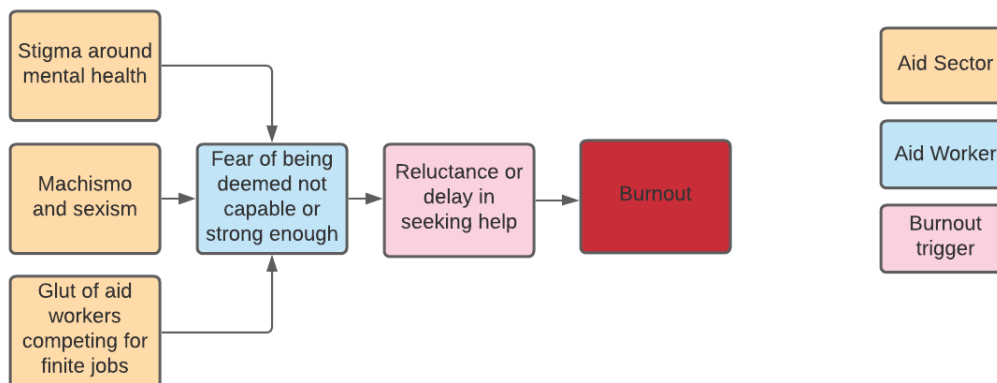 Stigma around
mental health
Machismo
and sexism
Glut of aid
workers
competing for
finite jobs
Fear of being
deemed not
capable or
strong enough
Reluctance or
delay in
seeking help
Burnout
Aid Sector
Aid Worker
Burnout
trigger